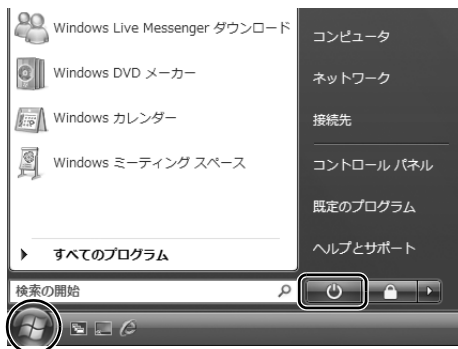 Windows Live Messenger ダウンロード
Windows DVD メーカー
Windows カレンダー
Windows ミーティング スペース
すべてのプログラム
検索の開始
コンピュータ
ネットワーク
接続先
コントロール パネル
既定のプログラム
ヘルプとサポート